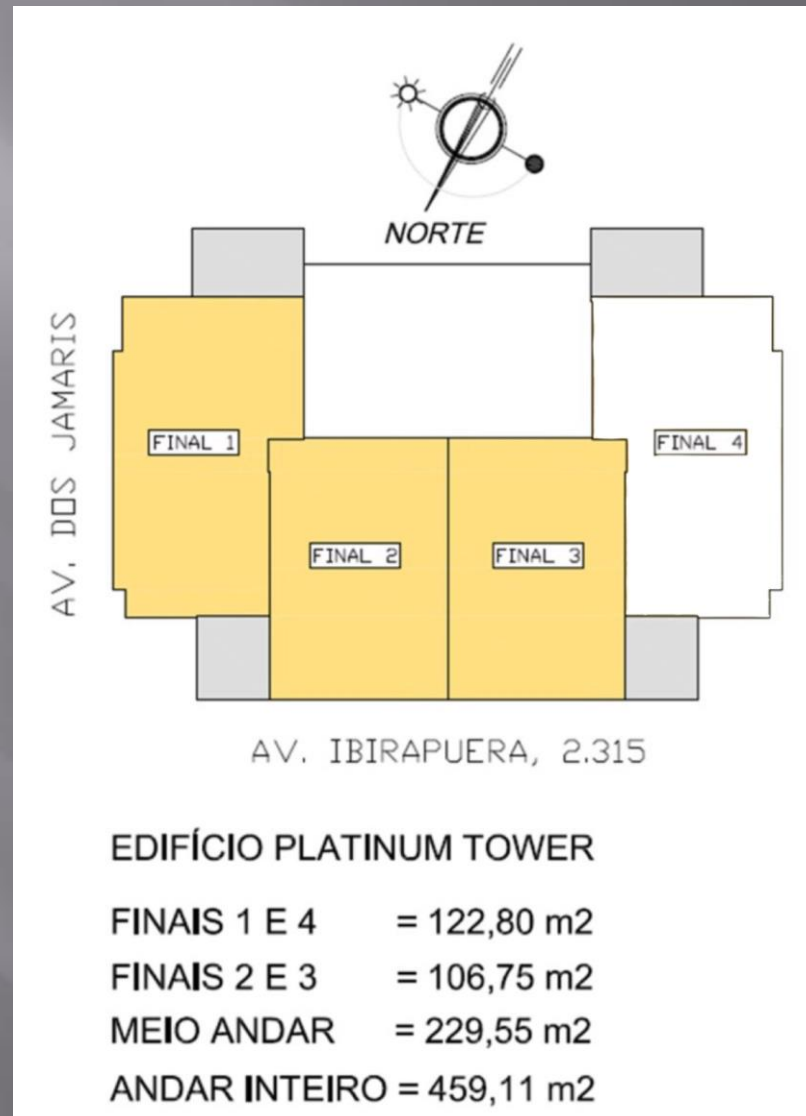 NORTE
AV. DOS JAMARIS
FINAL 1
FINAL 4
FINAL 2
FINAL 3
AV. IBIRAPUERA, 2.315
EDIFÍCIO PLATINUM TOWER
FINAIS 1 E 4 = 122,80 m2
FINAIS 2 E 3 = 106,75 m2
MEIO ANDAR = 229,55 m2
ANDAR INTEIRO = 459,11 m2